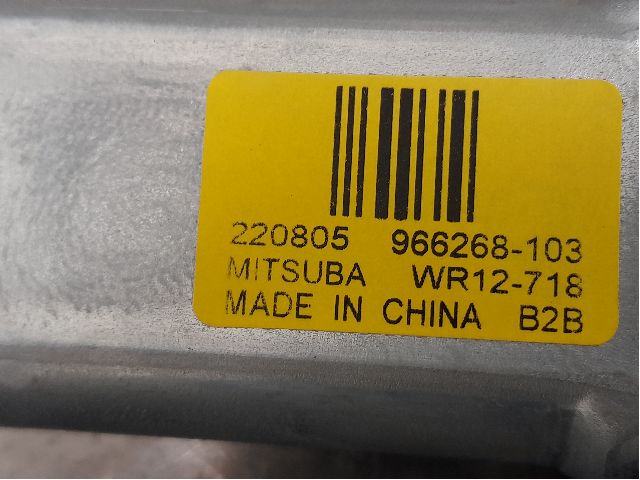 220805 966268-103
MITSUBA WR12-718
MADE IN CHINA B2B